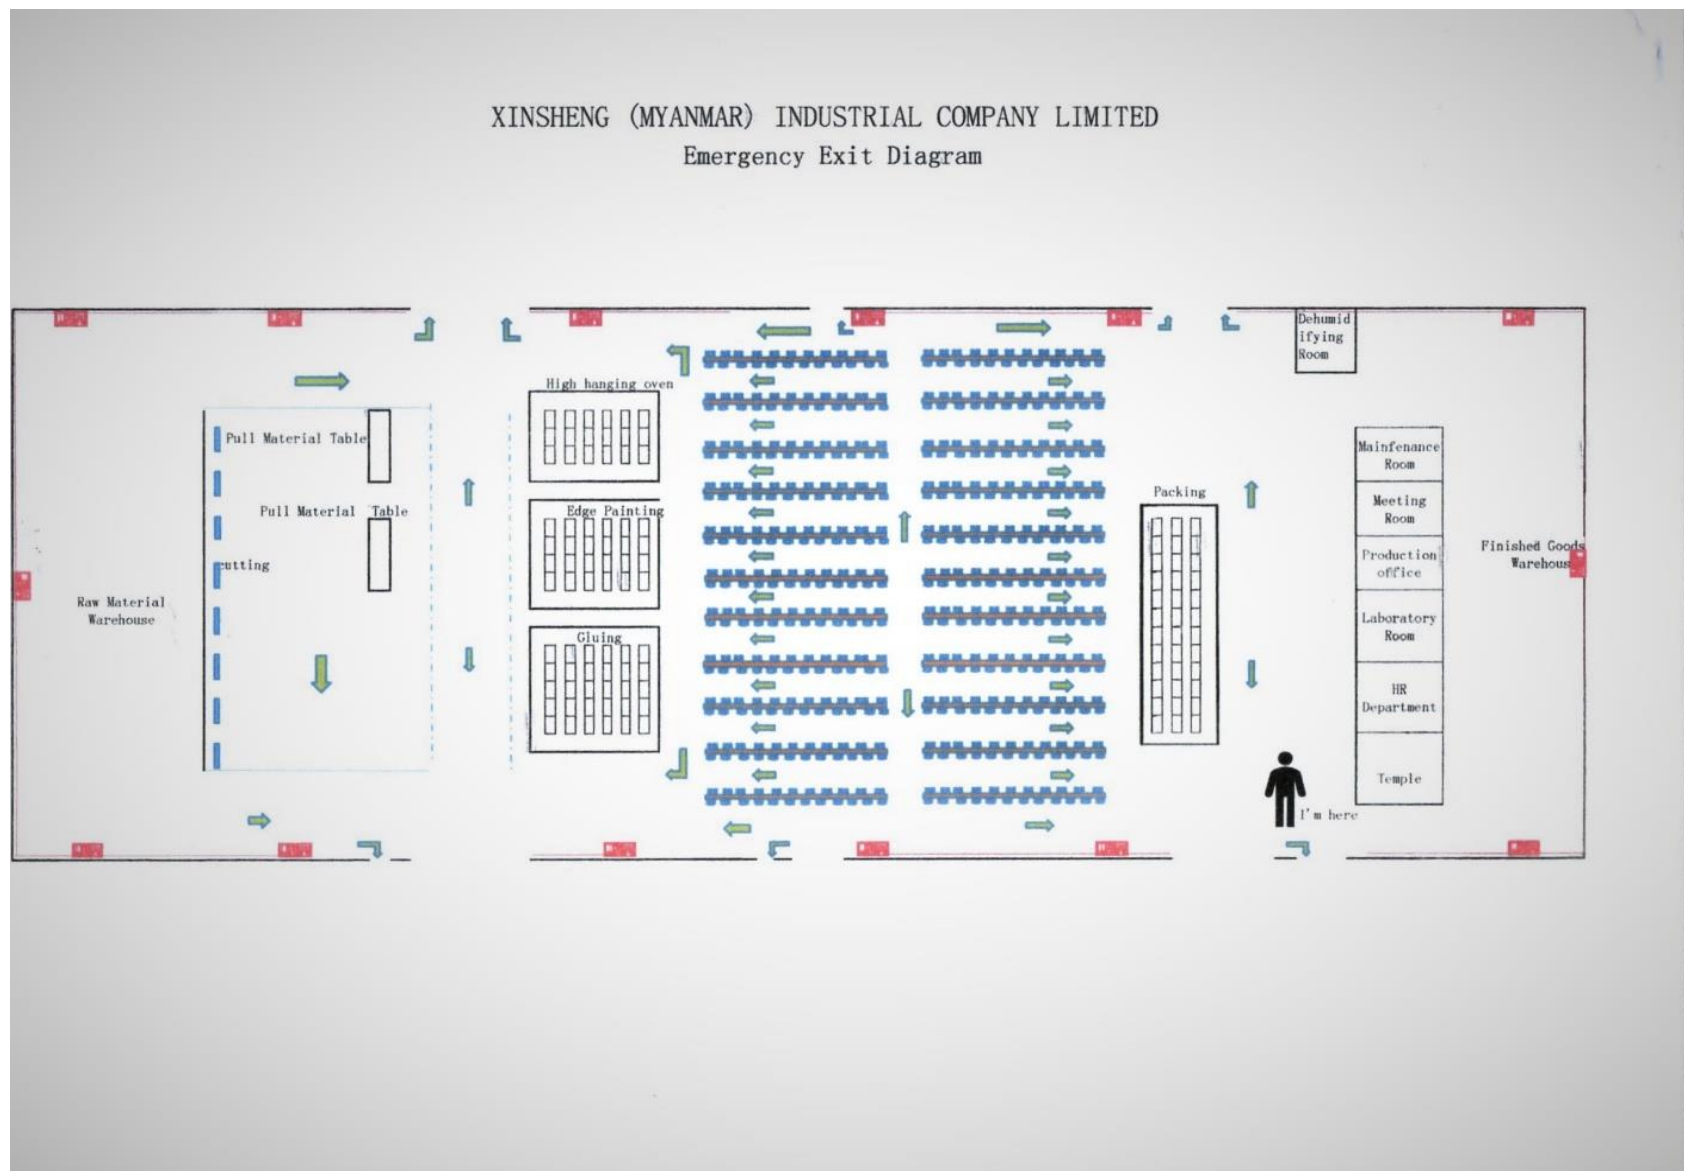 XINSHENG (MYANMAR) INDUSTRIAL COMPANY LIMITED
Emergency Exit Diagram
Dehumid
ifying
Room
High hanging oven
Pull Material Table
Pull Material Table
Edge Painting
cutting
Raw Material
Warehouse
Gluing
Packing
Mainfenance
Room
Meeting
Room
Production
office
Laboratory
Room
HR
Department
Temple
Finished Goods
Warehous
I'm here